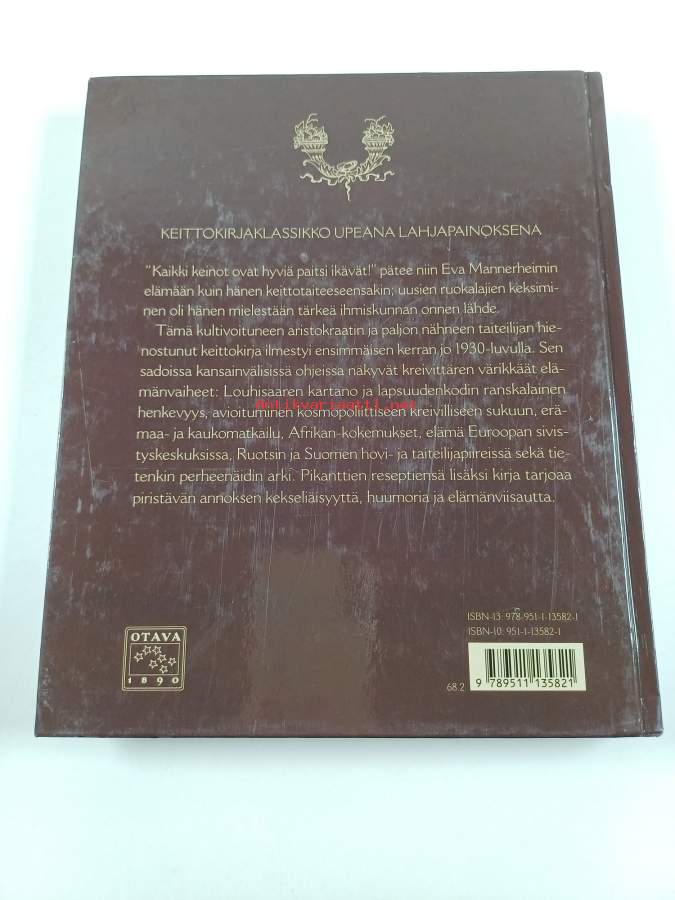 KEITTOKIRJAKLASSIKKO UPEANA LAHJAPAINOKSENA
"Kaikki keinot ovat hyviä paitsi ikävät!" pätee niin Eva Mannerheimin
elämään kuin hänen keittotaiteeseensakin; uusien ruokalajien keksimi-
nen oli hänen mielestään tärkeä ihmiskunnan onnen lähde.
Tämä kultivoituneen aristokraatin ja paljon nähneen taiteilijan hie-
nostunut keittokirja ilmestyi ensimmäisen kerran jo 1930-luvulla. Sen
sadoissa kansainvälisissä ohjeissa näkyvät kreivittären värikkäät elä-
mänvaiheet: Louhisaaren kartano ja lapsuudenkodin ranskalainen
henkevyys, avioituminen kosmopoliittiseen kreivilliseen sukuun, erä-
maa- ja kaukomatkailu, Afrikan-kokemukset, elämä Euroopan sivis-
tyskeskuksissa, Ruotsin ja Suomen hovi- ja taiteilijapiireissä sekä tie-
tenkin perheenäidin arki. Pikanttien reseptiensä lisäksi kirja tarjoaa
piristävän annoksen kekseliäisyyttä, huumoria ja elämänviisautta.
Antikvariaatti.net
ISBN-13: 978-951-1-13582-1
ISBN-10: 951-1-13582-1
OTAVA
1890
68.2
9 789511 135821